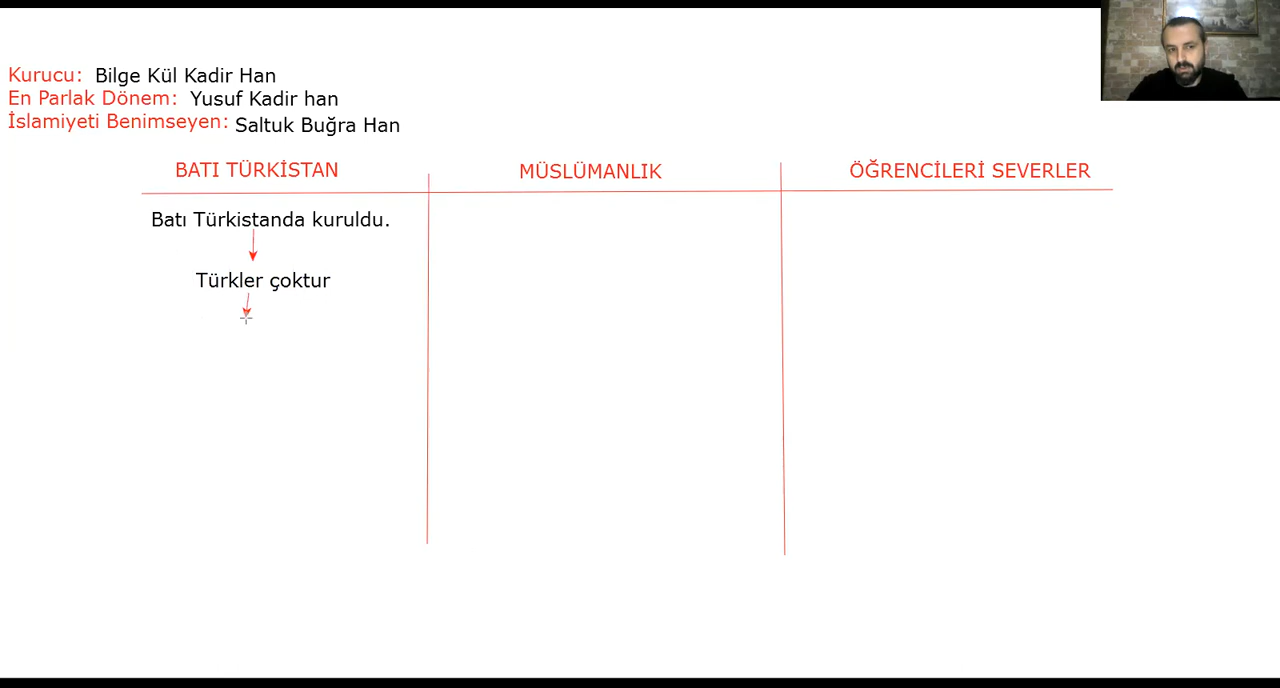 Kurucu: Bilge Kül Kadir Han
En Parlak Dönem: Yusuf Kadir han
İslamiyeti Benimseyen: Saltuk Buğra Han
BATI TÜRKİSTAN
MÜSLÜMANLIK
ÖĞRENCİLERİ SEVERLER
Batı Türkistanda kuruldu.
Türkler çoktur